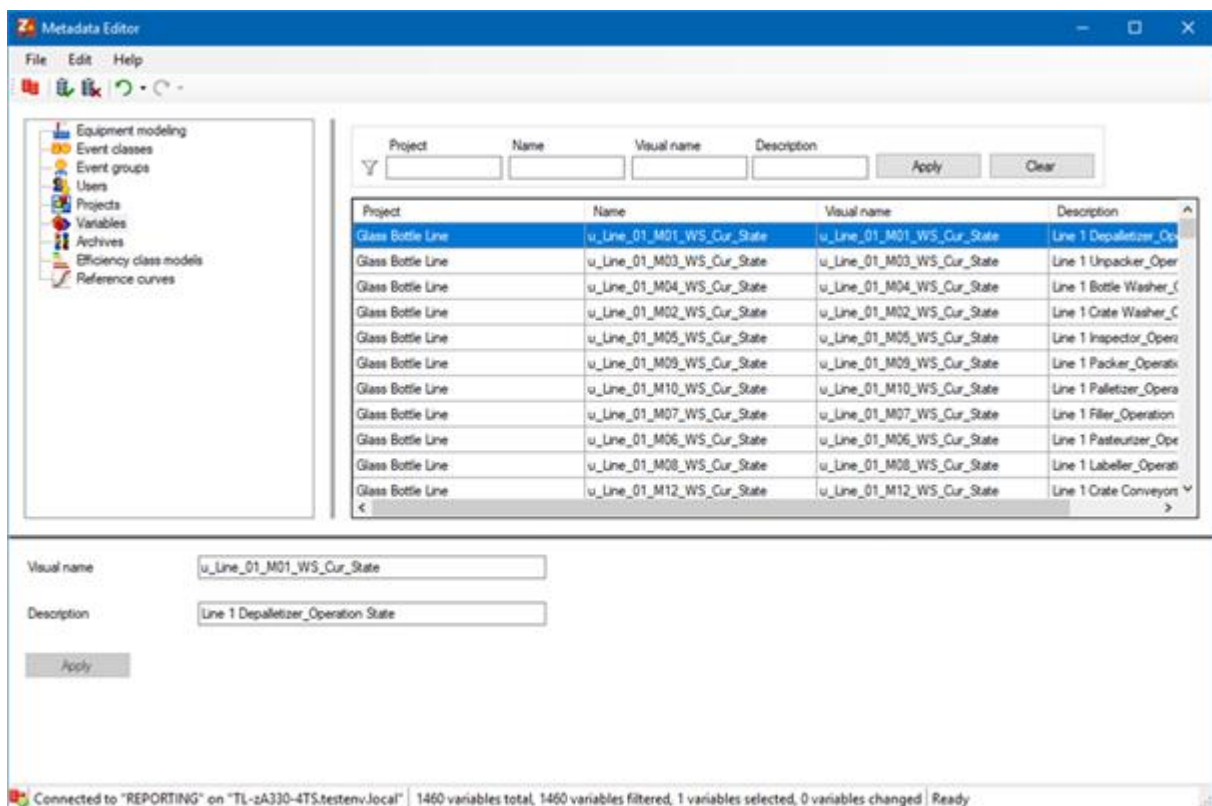 Metadata Editor
File Edit Help
Equipment modeling
Event classes
Event groups
Users
Projects
Variables
Archives
Efficiency class models
Reference curves
Project Name Visual name Description
Apply Clear
Project Name Visual name Description
Glass Bottle Line u_Line_01_M01_WS_Cur_State u_Line_01_M01_WS_Cur_State Line 1 Depalletizer_Op
Glass Bottle Line u_Line_01_M03_WS_Cur_State u_Line_01_M03_WS_Cur_State Line 1 Unpacker_Oper
Glass Bottle Line u_Line_01_M04_WS_Cur_State u_Line_01_M04_WS_Cur_State Line 1 Bottle Washer_
Glass Bottle Line u_Line_01_M02_WS_Cur_State u_Line_01_M02_WS_Cur_State Line 1 Crate Washer_C
Glass Bottle Line u_Line_01_M05_WS_Cur_State u_Line_01_M05_WS_Cur_State Line 1 Inspector_Opera
Glass Bottle Line u_Line_01_M09_WS_Cur_State u_Line_01_M09_WS_Cur_State Line 1 Packer_Operati
Glass Bottle Line u_Line_01_M10_WS_Cur_State u_Line_01_M10_WS_Cur_State Line 1 Palletizer_Opera
Glass Bottle Line u_Line_01_M07_WS_Cur_State u_Line_01_M07_WS_Cur_State Line 1 Filler_Operation
Glass Bottle Line u_Line_01_M06_WS_Cur_State u_Line_01_M06_WS_Cur_State Line 1 Pasteurizer_Ope
Glass Bottle Line u_Line_01_M08_WS_Cur_State u_Line_01_M08_WS_Cur_State Line 1 Labeller_Operati
Glass Bottle Line u_Line_01_M12_WS_Cur_State u_Line_01_M12_WS_Cur_State Line 1 Crate Conveyors
Visual name u_Line_01_M01_WS_Cur_State
Description Line 1 Depalletizer_Operation State
Apply
Connected to "REPORTING" on "TL-zA330-4TS.testenv.local" 1460 variables total, 1460 variables filtered, 1 variables selected, 0 variables changed Ready